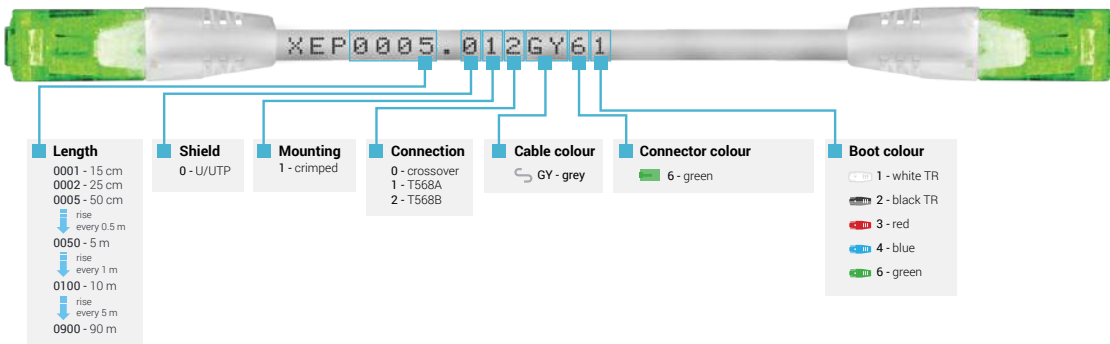 XEP0005.012GY61
Length
0001 - 15 cm
0002 - 25 cm
0005 - 50 cm
rise
every 0.5 m
0050 - 5 m
rise
every 1 m
0100 - 10 m
rise
every 5 m
0900 - 90 m
Shield
0 - U/UTP
Mounting
1 - crimped
Connection
0 - crossover
1 - T568A
2 - T568B
Cable colour
GY - grey
Connector colour
6 - green
Boot colour
1 - white TR
2 - black TR
3 - red
4 - blue
6 - green